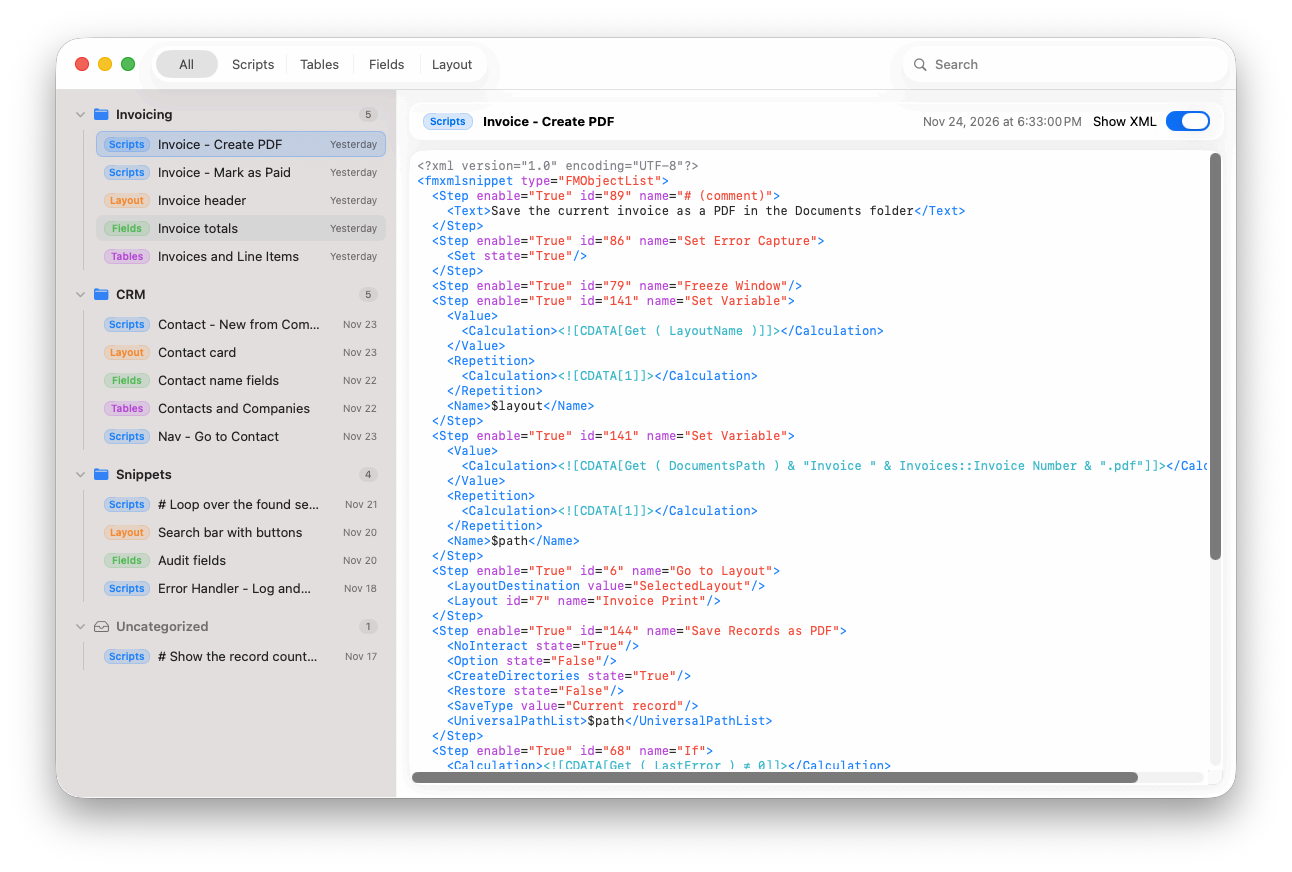 All Scripts Tables Fields Layout Search
Invoicing 5
Scripts Invoice - Create PDF Yesterday
Scripts Invoice - Mark as Paid Yesterday
Layout Invoice header Yesterday
Fields Invoice totals Yesterday
Tables Invoices and Line Items Yesterday
CRM 5
Scripts Contact - New from Com... Nov 23
Layout Contact card Nov 23
Fields Contact name fields Nov 22
Tables Contacts and Companies Nov 22
Scripts Nav - Go to Contact Nov 23
Snippets 4
Scripts # Loop over the found se... Nov 21
Layout Search bar with buttons Nov 20
Fields Audit fields Nov 20
Scripts Error Handler - Log and... Nov 18
Uncategorized 1
Scripts # Show the record count... Nov 17
Scripts Invoice - Create PDF Nov 24, 2026 at 6:33:00 PM Show XML
<?xml version="1.0" encoding="UTF-8"?>
<fmxmlsnippet type="FMObjectList">
  <Step enable="True" id="89" name="# (comment)">
    <Text>Save the current invoice as a PDF in the Documents folder</Text>
  </Step>
  <Step enable="True" id="86" name="Set Error Capture">
    <Set state="True"/>
  </Step>
  <Step enable="True" id="79" name="Freeze Window"/>
  <Step enable="True" id="141" name="Set Variable">
    <Value>
      <Calculation><![CDATA[Get ( LayoutName )]]></Calculation>
    </Value>
    <Repetition>
      <Calculation><![CDATA[1]]></Calculation>
    </Repetition>
    <Name>$layout</Name>
  </Step>
  <Step enable="True" id="141" name="Set Variable">
    <Value>
      <Calculation><![CDATA[Get ( DocumentsPath ) & "Invoice " & Invoices::Invoice Number & ".pdf"]]></Calc
    </Value>
    <Repetition>
      <Calculation><![CDATA[1]]></Calculation>
    </Repetition>
    <Name>$path</Name>
  </Step>
  <Step enable="True" id="6" name="Go to Layout">
    <LayoutDestination value="SelectedLayout"/>
    <Layout id="7" name="Invoice Print"/>
  </Step>
  <Step enable="True" id="144" name="Save Records as PDF">
    <NoInteract state="True"/>
    <Option state="False"/>
    <CreateDirectories state="True"/>
    <Restore state="False"/>
    <SaveType value="Current record"/>
    <UniversalPathList>$path</UniversalPathList>
  </Step>
  <Step enable="True" id="68" name="If">
    <Calculation><![CDATA[Get ( LastError ) ≠ 0]]></Calculation>